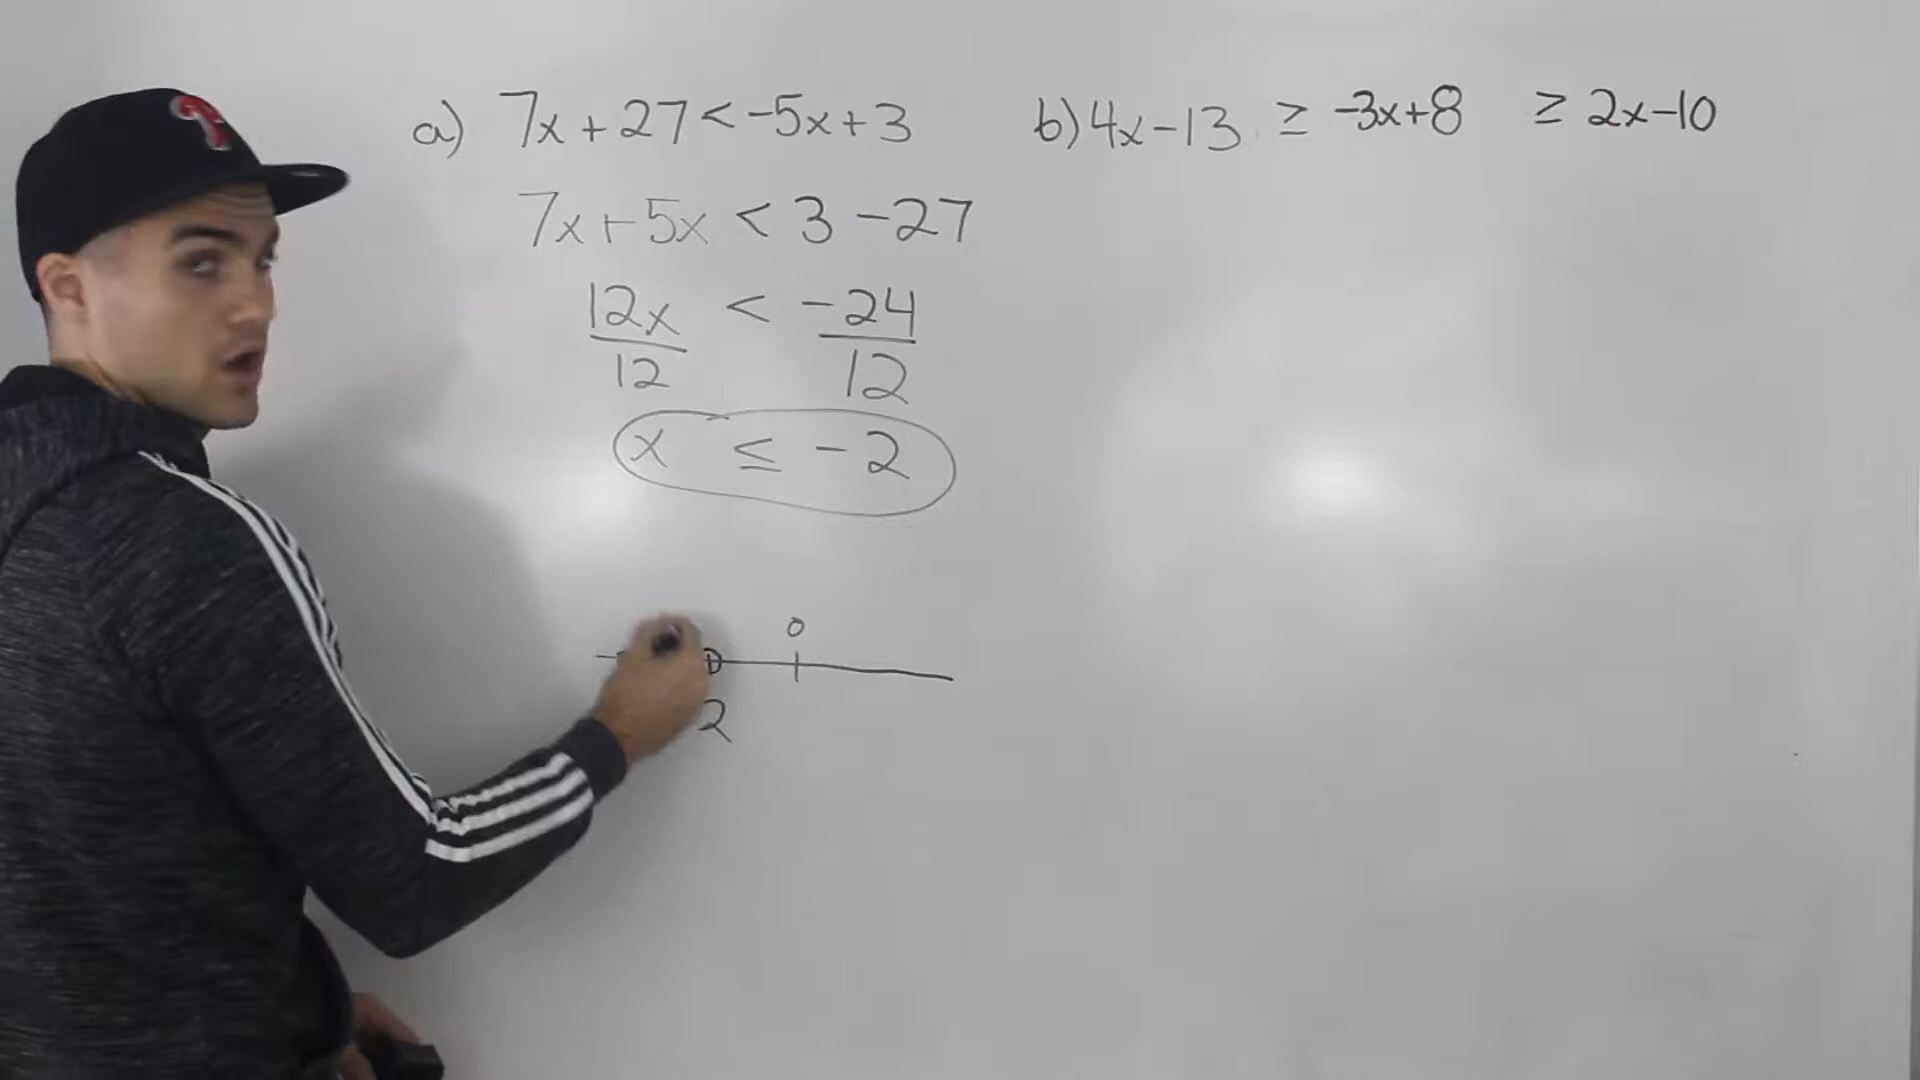 a) 7x+27<-5x+3
7x+5x < 3-27
12x < -24
12 12
x ≤ -2
0
2
b) 4x-13 ≥ -3x+8 ≥ 2x-10
P